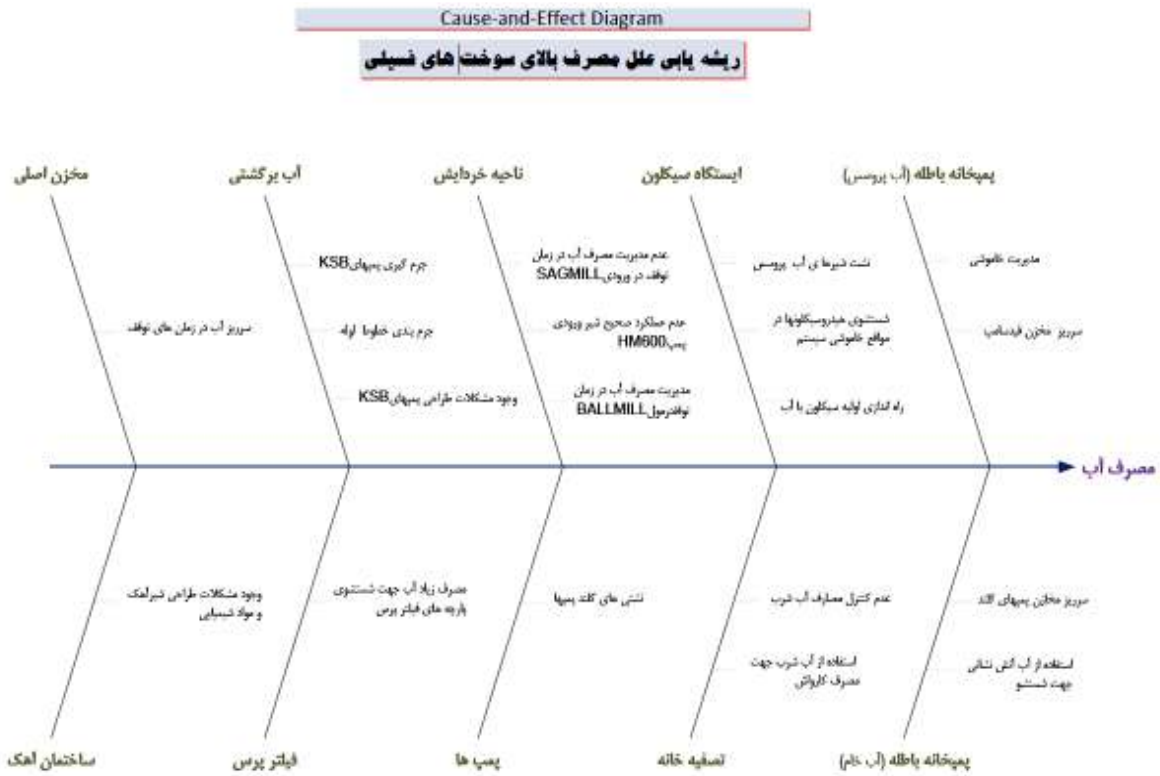 Cause-and-Effect Diagram
ریشه یابی علل مصرف بالای سوخت های فسیلی
پمپخانه باطله (آب پروسس)
ایستگاه سیکلون
ناحیه خردایش
آب برگشتی
مخزن اصلی
مدیریت خاموشی
سرریز مخزن فیدسامپ
نشت شیرها ی آب پروسس
شستشوی هیدروسیکلونها در
مواقع خاموشی سیستم
راه اندازی اولیه سیکلون با آب
عدم مدیریت مصرف آب در زمان
توقف در ورودی SAGMILL
عدم عملکرد صحیح شیر ورودی
پمپ HM600
مدیریت مصرف آب در زمان
توقف درمول BALLMILL
جرم گیری پمپهای KSB
جرم بندی خطوط لوله
وجود مشکلات طراحی پمپهای KSB
سرریز آب در زمان های توقف
مصرف آب
سرریز مخازن پمپهای گلند
استفاده از آب آتش نشانی
جهت شستشو
عدم کنترل مصارف آب شرب
استفاده از آب شرب جهت
مصرف کارواش
نشتی های گلند پمپها
مصرف زیاد آب جهت شستشوی
پارچه های فیلتر پرس
وجود مشکلات طراحی شیرآهک
و مواد شیمیایی
پمپخانه باطله (آب خام)
تصفیه خانه
پمپ ها
فیلتر پرس
ساختمان آهک